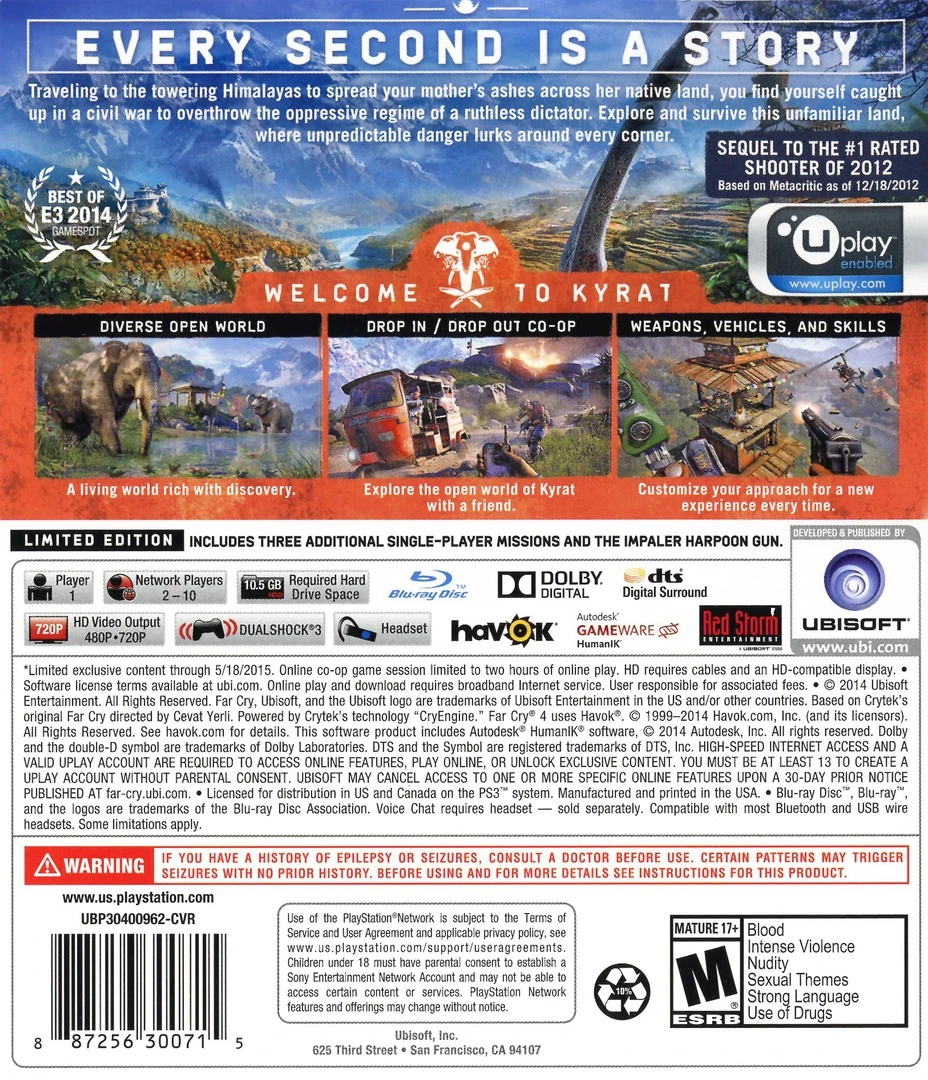 EVERY SECOND IS A STORY
Traveling to the towering Himalayas to spread your mother's ashes across her native land, you find yourself caught
up in a civil war to overthrow the oppressive regime of a ruthless dictator. Explore and survive this unfamiliar land,
where unpredictable danger lurks around every corner.
SEQUEL TO THE #1 RATED
SHOOTER OF 2012
Based on Metacritic as of 12/18/2012
BEST OF
E3 2014
GAMESPOT
uplay
enabled
www.uplay.com
WELCOME TO KYRAT
DIVERSE OPEN WORLD
DROP IN / DROP OUT CO-OP
WEAPONS, VEHICLES, AND SKILLS
A living world rich with discovery.
Explore the open world of Kyrat
with a friend.
Customize your approach for a new
experience every time.
LIMITED EDITION INCLUDES THREE ADDITIONAL SINGLE-PLAYER MISSIONS AND THE IMPALER HARPOON GUN.
DEVELOPED & PUBLISHED BY
UBISOFT®
www.ubi.com
Player
1
Network Players
2 – 10
10.5 GB
HDD
Required Hard
Drive Space
Blu-ray Disc™
DOLBY
DIGITAL
dts
Digital Surround
720P
HD Video Output
480P•720P
DUALSHOCK®3
Headset
havok
Autodesk®
GAMEWARE
HumanIK®
Red Storm
ENTERTAINMENT
A UBISOFT STUDIO
*Limited exclusive content through 5/18/2015. Online co-op game session limited to two hours of online play. HD requires cables and an HD-compatible display. •
Software license terms available at ubi.com. Online play and download requires broadband Internet service. User responsible for associated fees. • © 2014 Ubisoft
Entertainment. All Rights Reserved. Far Cry, Ubisoft, and the Ubisoft logo are trademarks of Ubisoft Entertainment in the US and/or other countries. Based on Crytek's
original Far Cry directed by Cevat Yerli. Powered by Crytek's technology "CryEngine." Far Cry® 4 uses Havok®. © 1999–2014 Havok.com, Inc. (and its licensors).
All Rights Reserved. See havok.com for details. This software product includes Autodesk® HumanIK® software, © 2014 Autodesk, Inc. All rights reserved. Dolby
and the double-D symbol are trademarks of Dolby Laboratories. DTS and the Symbol are registered trademarks of DTS, Inc. HIGH-SPEED INTERNET ACCESS AND A
VALID UPLAY ACCOUNT ARE REQUIRED TO ACCESS ONLINE FEATURES, PLAY ONLINE, OR UNLOCK EXCLUSIVE CONTENT. YOU MUST BE AT LEAST 13 TO CREATE A
UPLAY ACCOUNT WITHOUT PARENTAL CONSENT. UBISOFT MAY CANCEL ACCESS TO ONE OR MORE SPECIFIC ONLINE FEATURES UPON A 30-DAY PRIOR NOTICE
PUBLISHED AT far-cry.ubi.com. • Licensed for distribution in US and Canada on the PS3™ system. Manufactured and printed in the USA. • Blu-ray Disc™, Blu-ray™,
and the logos are trademarks of the Blu-ray Disc Association. Voice Chat requires headset — sold separately. Compatible with most Bluetooth and USB wire
headsets. Some limitations apply.
WARNING
IF YOU HAVE A HISTORY OF EPILEPSY OR SEIZURES, CONSULT A DOCTOR BEFORE USE. CERTAIN PATTERNS MAY TRIGGER
SEIZURES WITH NO PRIOR HISTORY. BEFORE USING AND FOR MORE DETAILS SEE INSTRUCTIONS FOR THIS PRODUCT.
www.us.playstation.com
UBP30400962-CVR
8 87256 30071 5
Use of the PlayStation®Network is subject to the Terms of
Service and User Agreement and applicable privacy policy, see
www.us.playstation.com/support/useragreements.
Children under 18 must have parental consent to establish a
Sony Entertainment Network Account and may not be able to
access certain content or services. PlayStation Network
features and offerings may change without notice.
Ubisoft, Inc.
625 Third Street • San Francisco, CA 94107
10%
MATURE 17+
M
®
ESRB
Blood
Intense Violence
Nudity
Sexual Themes
Strong Language
Use of Drugs